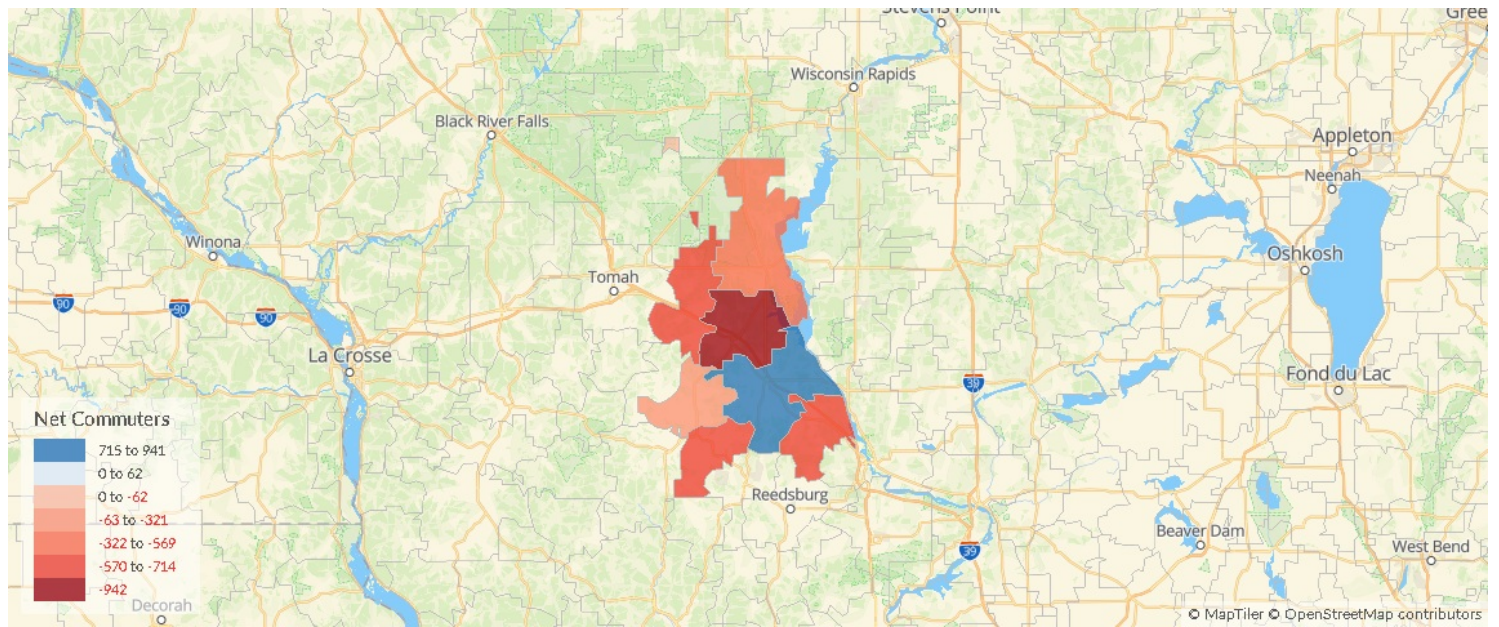 Stevens Point
Gree
Wisconsin Rapids
Black River Falls
Appleton
Neenah
Winona
Oshkosh
Tomah
90
90
90
La Crosse
39
Fond du Lac
Net Commuters
715 to 941
0 to 62
0 to -62
-63 to -321
-322 to -569
-570 to -714
-942
Reedsburg
Beaver Dam
39
West Bend
Decorah
© MapTiler © OpenStreetMap contributors